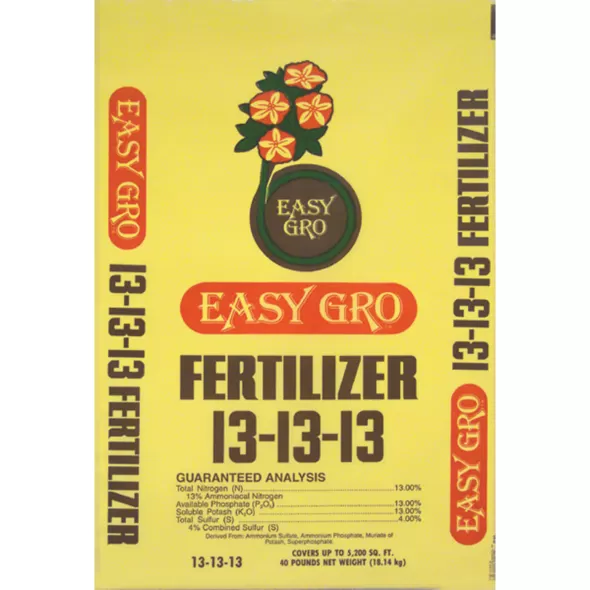 EASY
GRO
EASY GRO
FERTILIZER
13-13-13
GUARANTEED ANALYSIS
Total Nitrogen (N)........13.00%
13% Ammoniacal Nitrogen
Available Phosphate (P₂O₅)........13.00%
Soluble Potash (K₂O)........13.00%
Total Sulfur (S)........4.00%
4% Combined Sulfur (S)
Derived From: Ammonium Sulfate, Ammonium Phosphate, Muriate of
Potash, Superphosphate.
13-13-13
COVERS UP TO 5,200 SQ. FT.
40 POUNDS NET WEIGHT (18.14 kg)
EASY GRO
13-13-13 FERTILIZER
13-13-13 FERTILIZER
EASY GRO